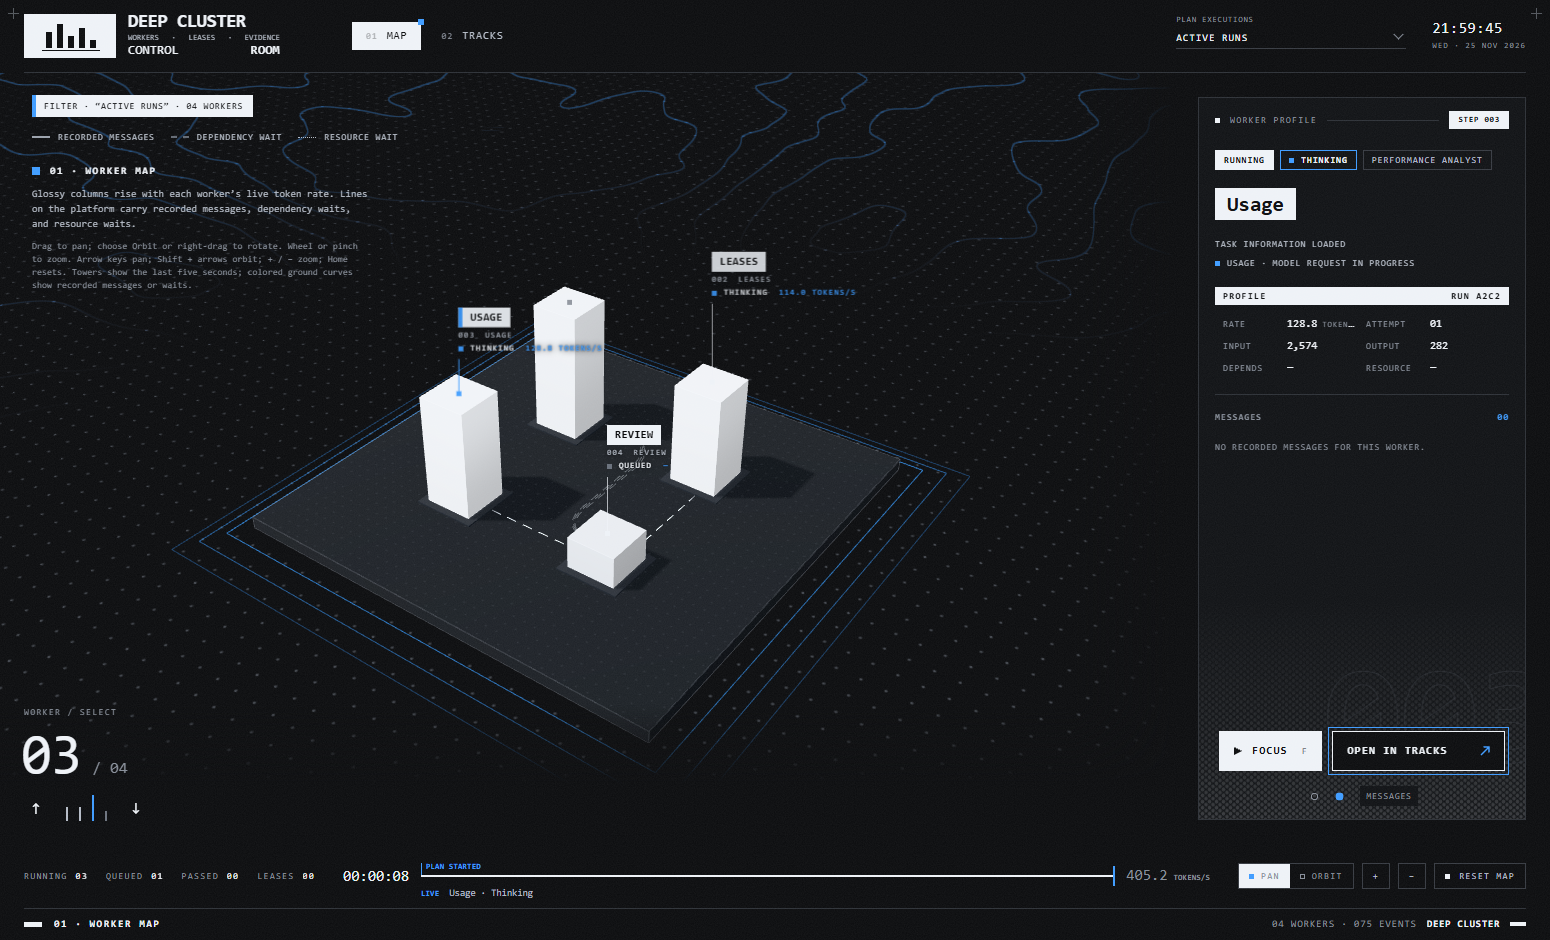 DEEP CLUSTER
WORKERS · LEASES · EVIDENCE
CONTROL ROOM
01 MAP
02 TRACKS
PLAN EXECUTIONS
ACTIVE RUNS
21:59:45
WED · 25 NOV 2026
FILTER · “ACTIVE RUNS” · 04 WORKERS
RECORDED MESSAGES
DEPENDENCY WAIT
RESOURCE WAIT
01 · WORKER MAP
Glossy columns rise with each worker’s live token rate. Lines
on the platform carry recorded messages, dependency waits,
and resource waits.
Drag to pan; choose Orbit or right-drag to rotate. Wheel or pinch
to zoom. Arrow keys pan; Shift + arrows orbit; + / − zoom; Home
resets. Towers show the last five seconds; colored ground curves
show recorded messages or waits.
LEASES
002 LEASES
THINKING 114.0 TOKENS/S
USAGE
003 USAGE
THINKING 128.8 TOKENS/S
REVIEW
004 REVIEW
QUEUED —
WORKER PROFILE
STEP 003
RUNNING
THINKING
PERFORMANCE ANALYST
Usage
TASK INFORMATION LOADED
USAGE · MODEL REQUEST IN PROGRESS
PROFILE RUN A2C2
RATE 128.8 TOKEN… ATTEMPT 01
INPUT 2,574 OUTPUT 282
DEPENDS — RESOURCE —
MESSAGES 00
NO RECORDED MESSAGES FOR THIS WORKER.
003
▶ FOCUS F
OPEN IN TRACKS ↗
MESSAGES
WORKER / SELECT
03 / 04
↑ ↓
RUNNING 03 QUEUED 01 PASSED 00 LEASES 00
00:00:08
PLAN STARTED
LIVE Usage · Thinking
405.2 TOKENS/S
PAN
ORBIT
+
−
RESET MAP
01 · WORKER MAP
04 WORKERS · 075 EVENTS DEEP CLUSTER